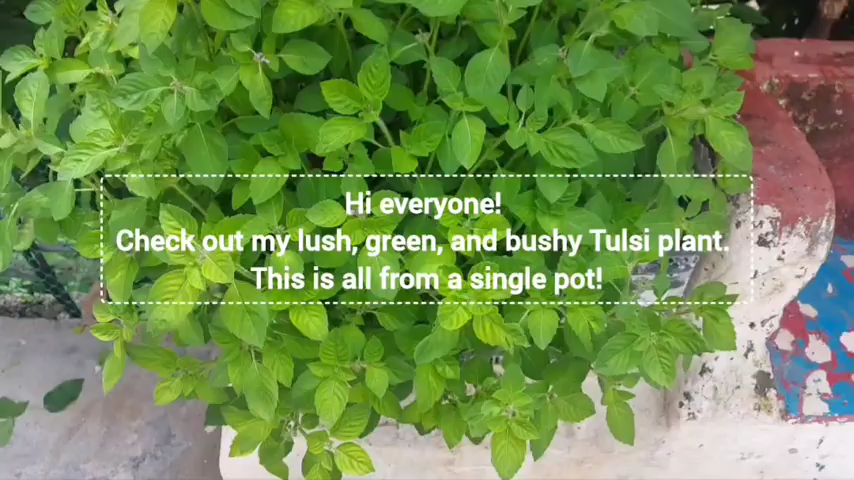 Hi everyone!
Check out my lush, green, and bushy Tulsi plant.
This is all from a single pot!